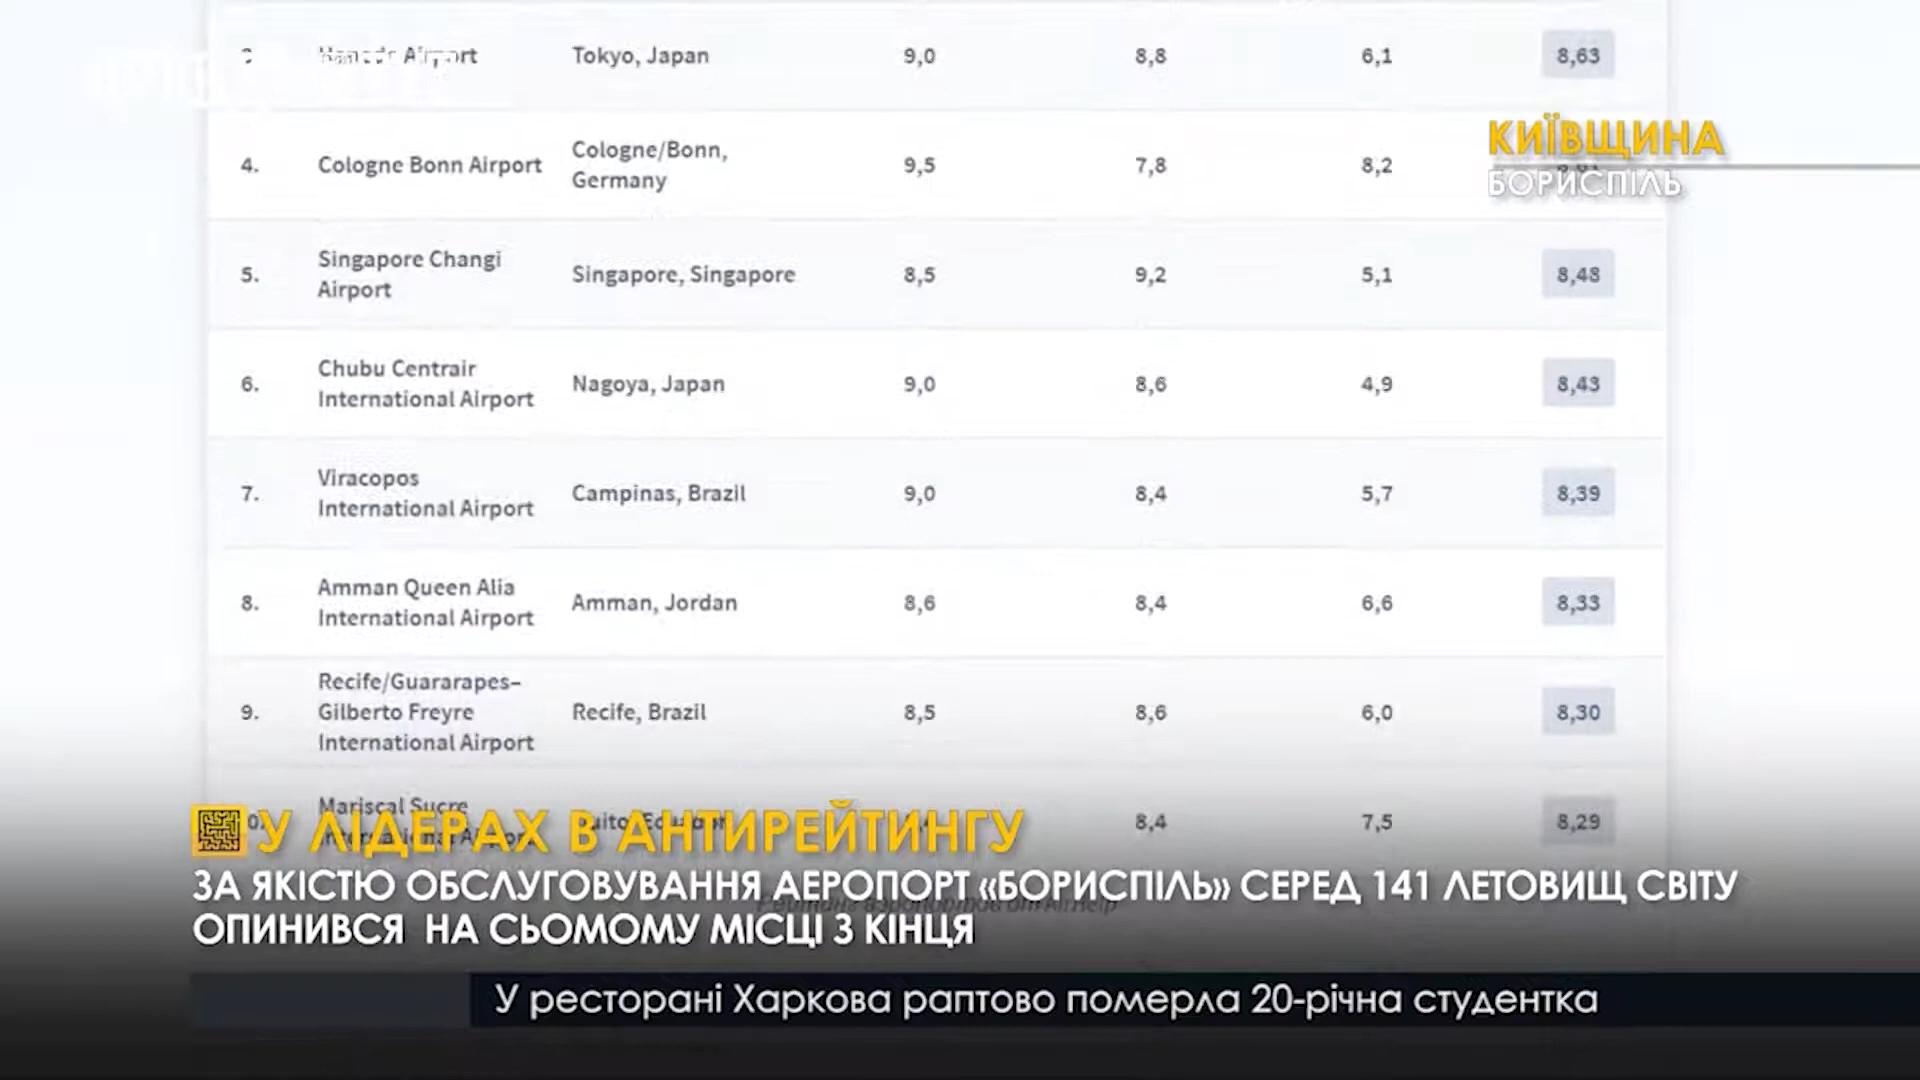 Airport Tokyo, Japan 9,0 8,8 6,1 8,63
КИЇВЩИНА
БОРИСПІЛЬ
4. Cologne Bonn Airport Cologne/Bonn, Germany 9,5 7,8 8,2
5. Singapore Changi Airport Singapore, Singapore 8,5 9,2 5,1 8,48
6. Chubu Centrair International Airport Nagoya, Japan 9,0 8,6 4,9 8,43
7. Viracopos International Airport Campinas, Brazil 9,0 8,4 5,7 8,39
8. Amman Queen Alia International Airport Amman, Jordan 8,6 8,4 6,6 8,33
9. Recife/Guararapes– Gilberto Freyre International Airport Recife, Brazil 8,5 8,6 6,0 8,30
Mariscal Sucre International Airport 8,4 7,5 8,29
У ЛІДЕРАХ В АНТИРЕЙТИНГУ
ЗА ЯКІСТЮ ОБСЛУГОВУВАННЯ АЕРОПОРТ «БОРИСПІЛЬ» СЕРЕД 141 ЛЕТОВИЩ СВІТУ
ОПИНИВСЯ НА СЬОМОМУ МІСЦІ З КІНЦЯ
У ресторані Харкова раптово померла 20-річна студентка